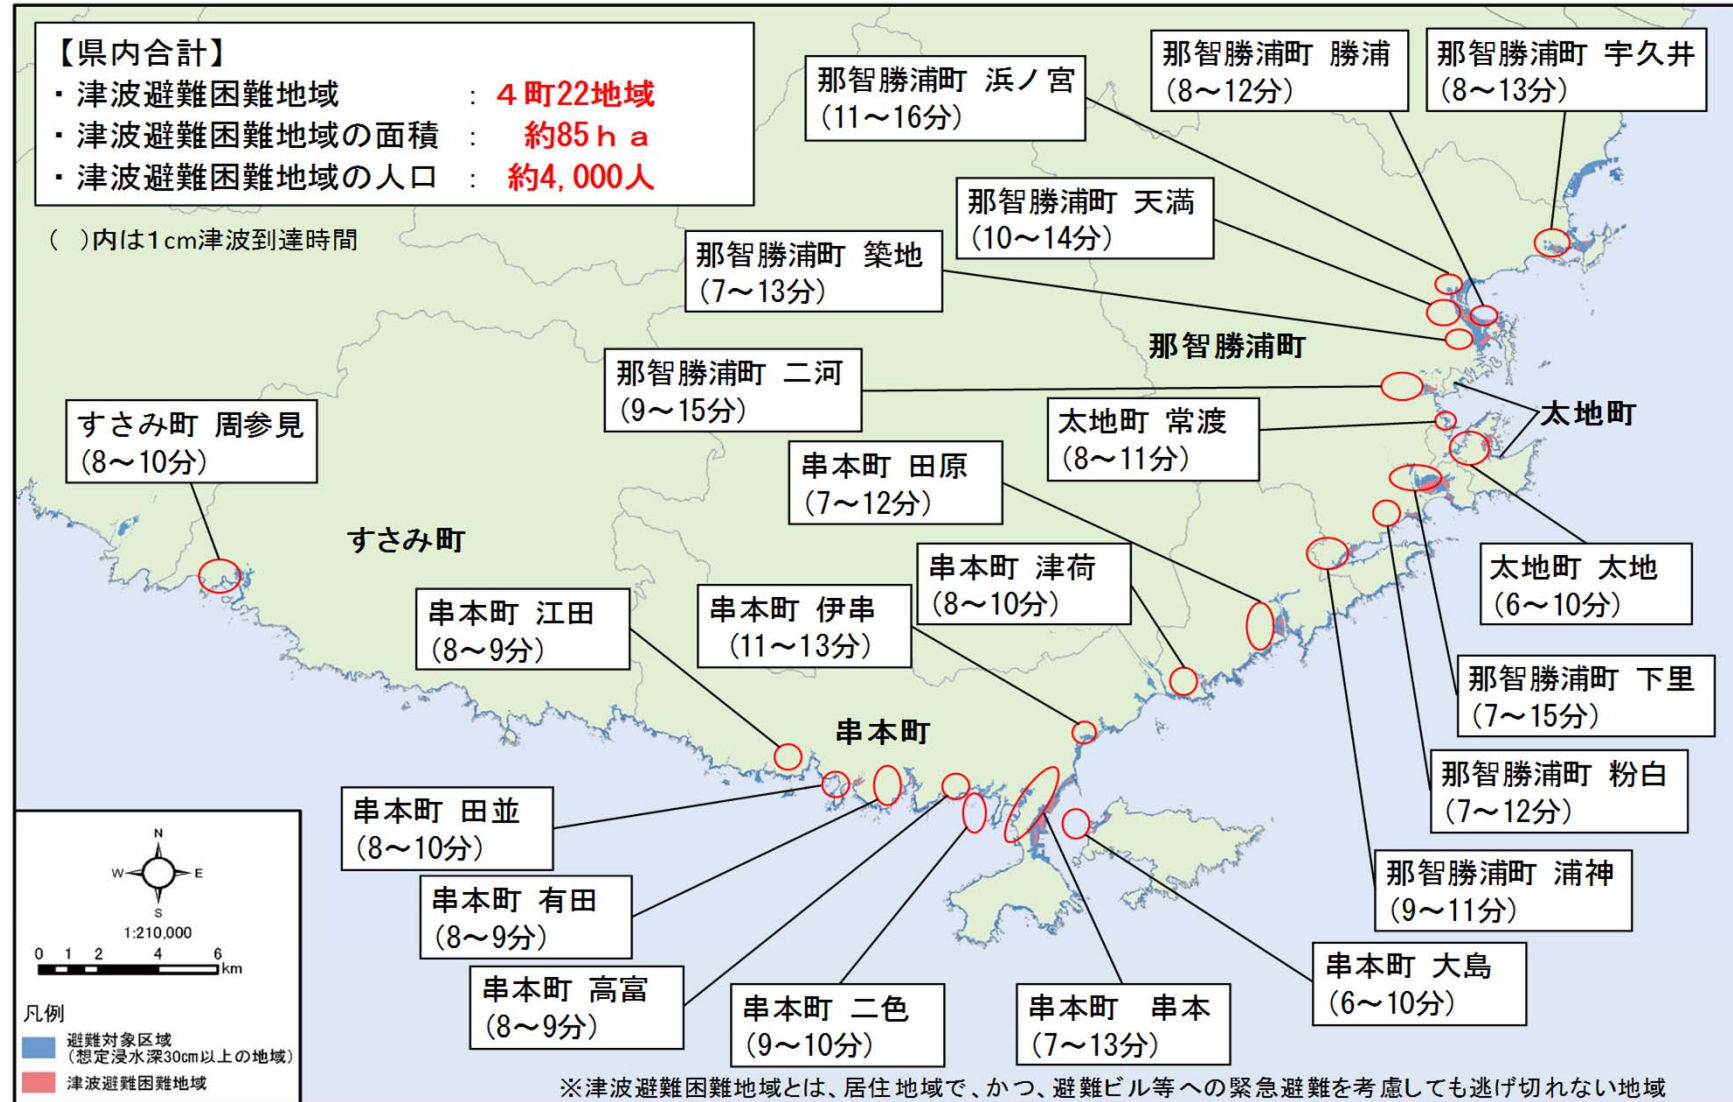 【県内合計】
・津波避難困難地域 : 4町22地域
・津波避難困難地域の面積 : 約85ha
・津波避難困難地域の人口 : 約4,000人
( )内は1cm津波到達時間
那智勝浦町 浜ノ宮
(11～16分)
那智勝浦町 勝浦
(8～12分)
那智勝浦町 宇久井
(8～13分)
那智勝浦町 天満
(10～14分)
那智勝浦町 築地
(7～13分)
那智勝浦町
那智勝浦町 二河
(9～15分)
太地町
太地町 常渡
(8～11分)
すさみ町 周参見
(8～10分)
すさみ町
串本町 田原
(7～12分)
串本町 津荷
(8～10分)
太地町 太地
(6～10分)
串本町 江田
(8～9分)
串本町 伊串
(11～13分)
那智勝浦町 下里
(7～15分)
串本町
那智勝浦町 粉白
(7～12分)
串本町 田並
(8～10分)
那智勝浦町 浦神
(9～11分)
串本町 有田
(8～9分)
串本町 大島
(6～10分)
串本町 高富
(8～9分)
串本町 二色
(9～10分)
串本町 串本
(7～13分)
N
W E
S
1:210,000
0 1 2 4 6
km
凡例
避難対象区域
(想定浸水深30cm以上の地域)
津波避難困難地域
※津波避難困難地域とは、居住地域で、かつ、避難ビル等への緊急避難を考慮しても逃げ切れない地域